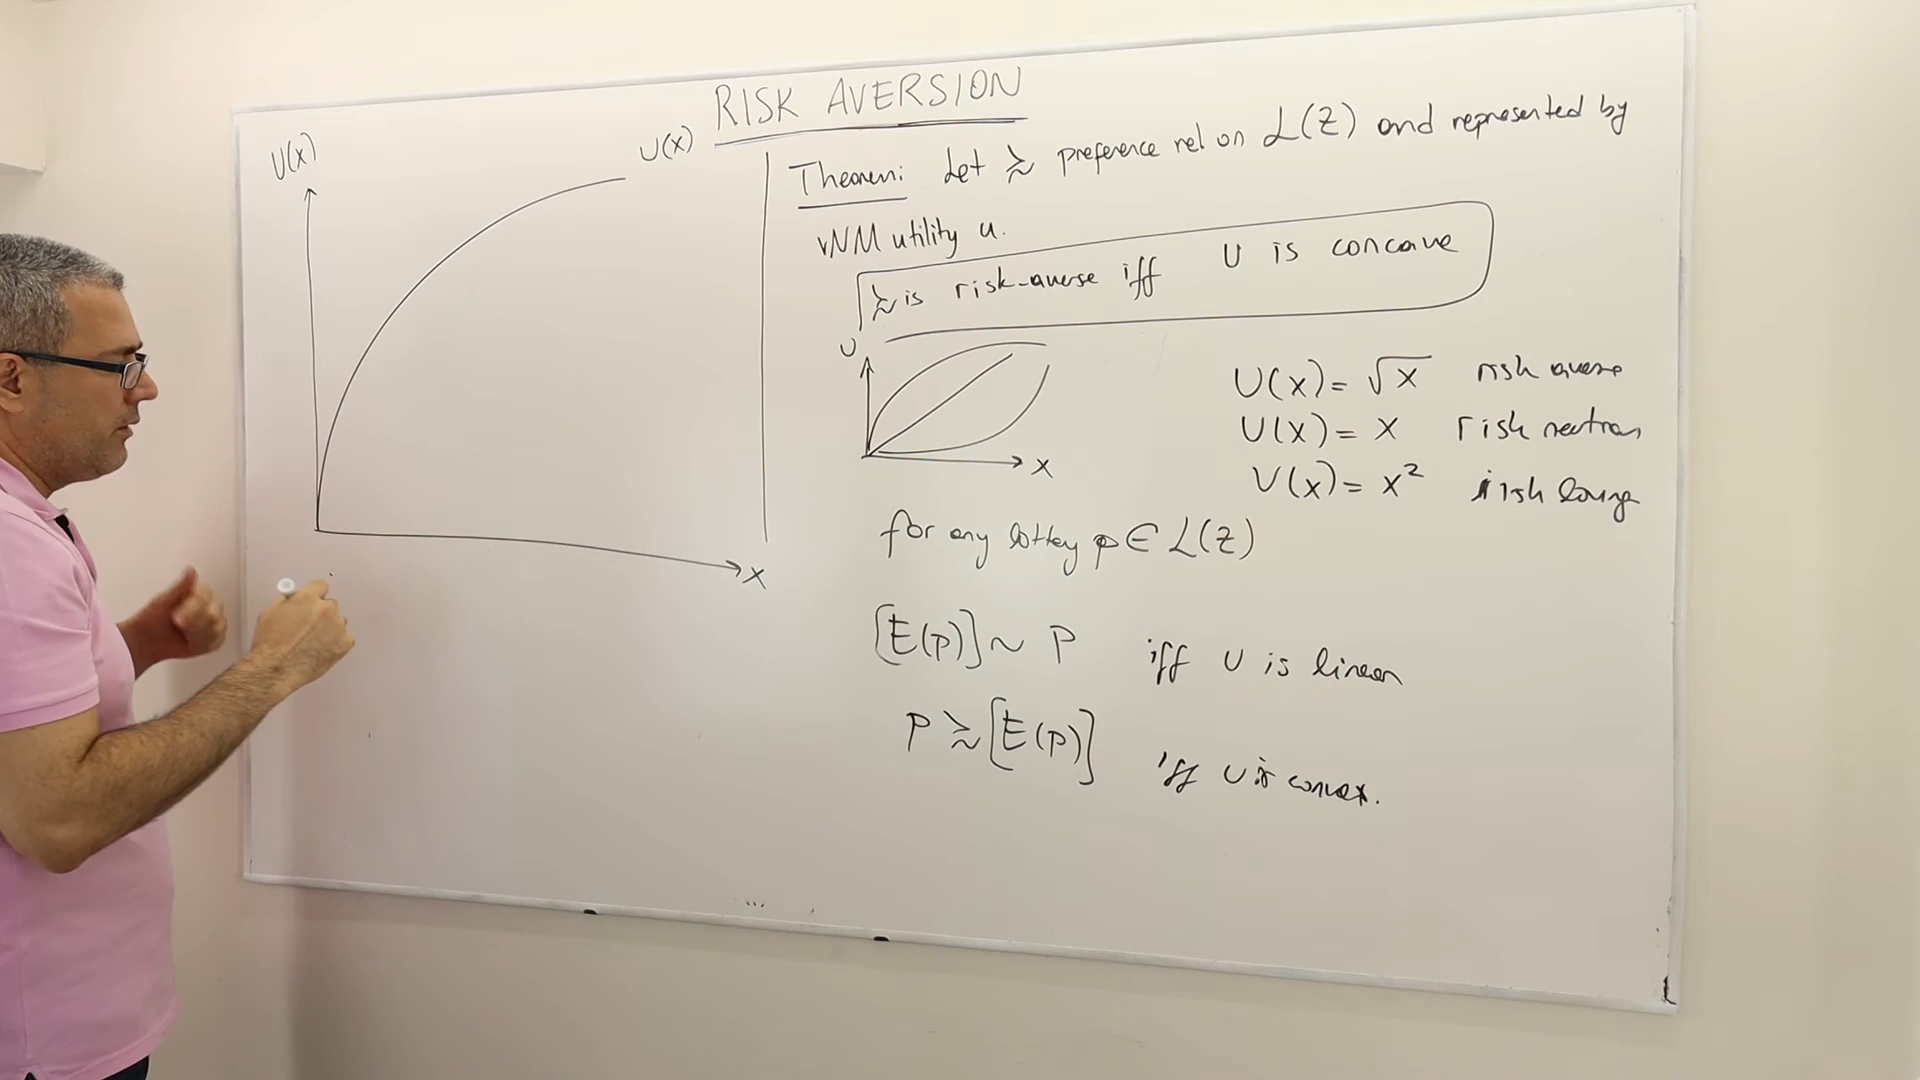 RISK AVERSION
U(x)
U(x)
x
Theorem: Let ≿ preference rel on L(Z) and represented by
vNM utility u.
≿ is risk-averse iff U is concave
U
x
U(x) = √x risk averse
U(x) = x risk neutral
U(x) = x² risk loving
for any lottery p ∈ L(Z)
[E(p)] ~ P iff U is linear
P ≿ [E(p)] iff U is convex.